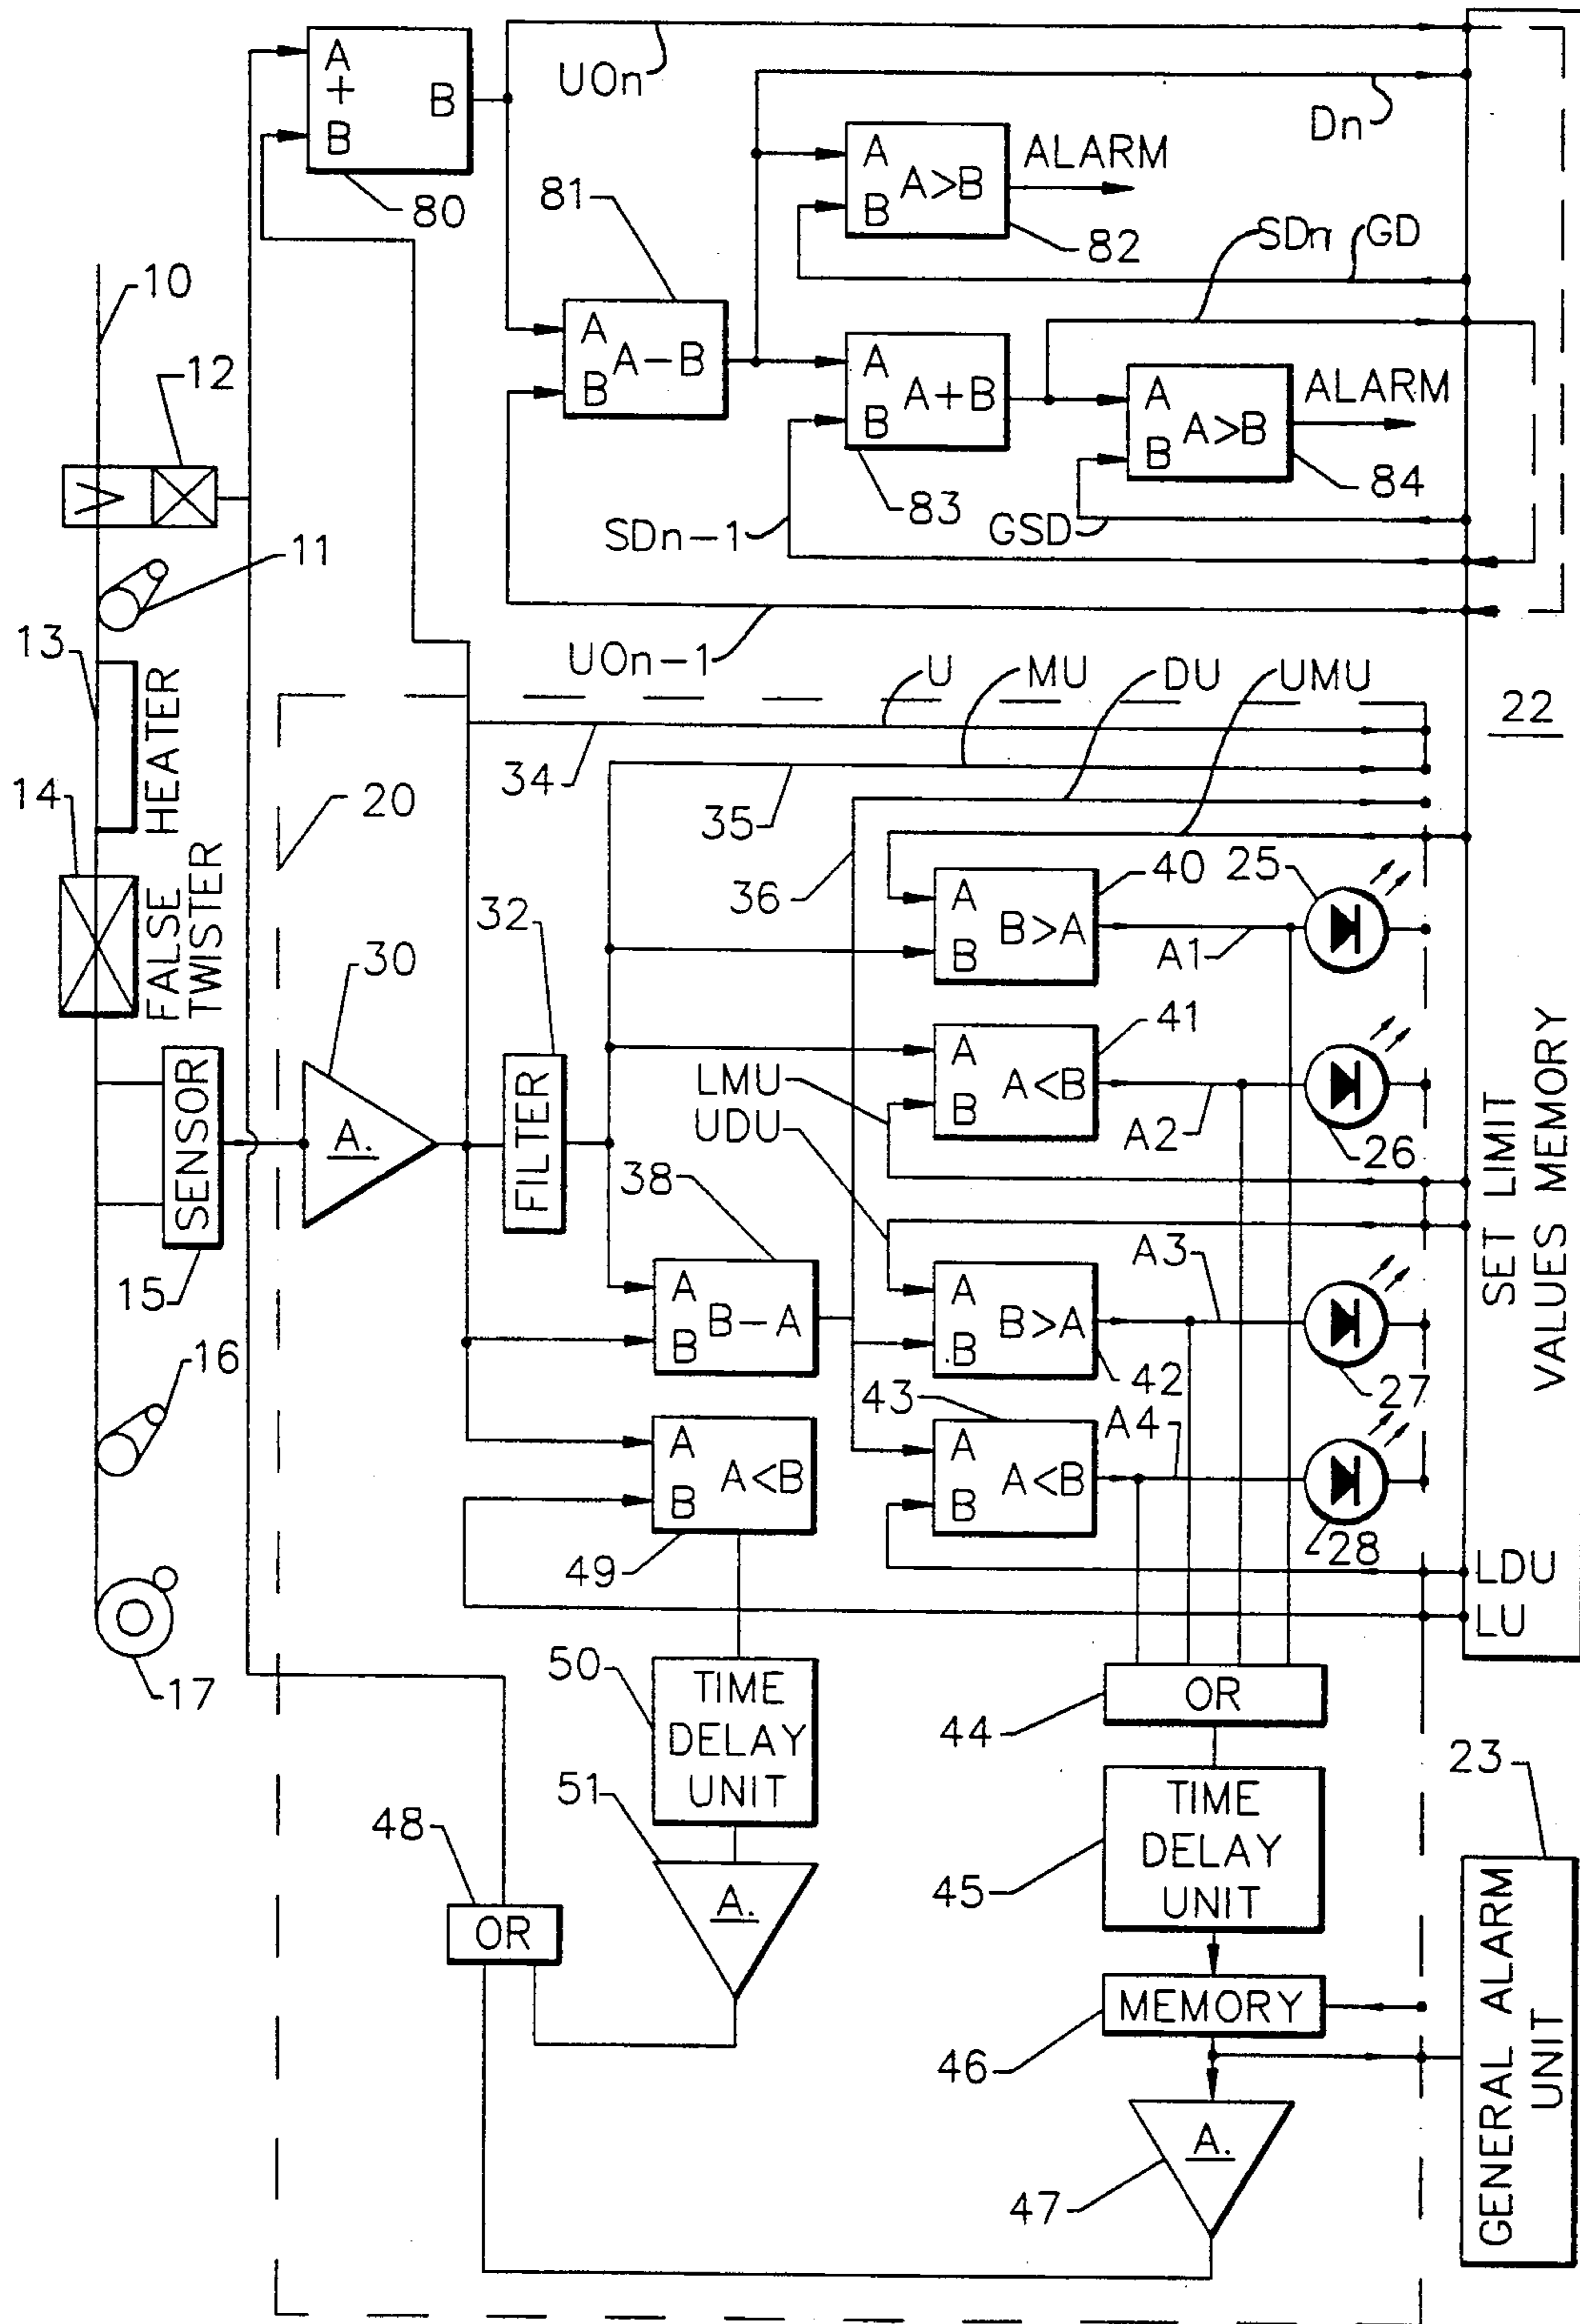 A
+
B
B
80
UOn
Dn
A
B
A>B
ALARM
82
81
SDn
GD
10
12
A
B
A-B
A
B
A+B
83
A
B
A>B
ALARM
84
V
11
SDn-1
GSD
13
UOn-1
HEATER
14
FALSE
TWISTER
20
34
35
36
U
MU
DU
UMU
22
SET LIMIT
VALUES MEMORY
A
B
B>A
40
25
A1
30
A.
32
FILTER
A
B
A<B
41
A2
26
LMU
UDU
SENSOR
15
38
A
B
B-A
A
B
B>A
42
A3
27
16
A
B
A<B
49
43
A
B
A<B
A4
28
LDU
LU
17
50
TIME
DELAY
UNIT
44
OR
51
A.
45
TIME
DELAY
UNIT
23
48
OR
46
MEMORY
GENERAL ALARM
UNIT
47
A.